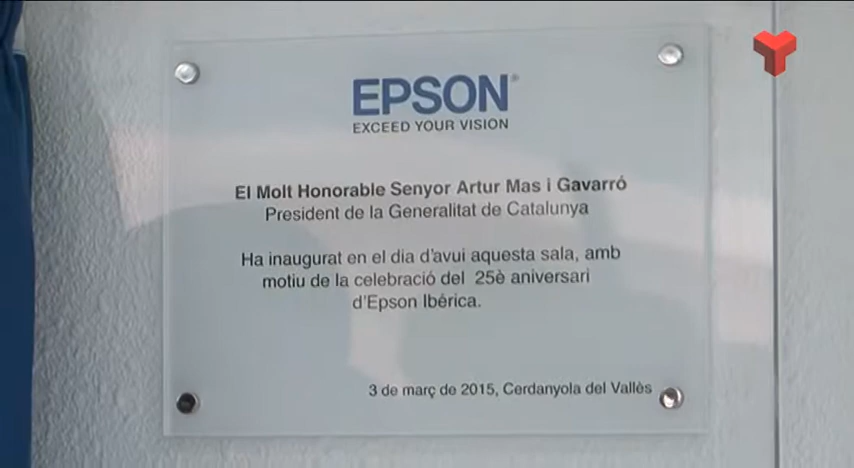 EPSON®
EXCEED YOUR VISION
El Molt Honorable Senyor Artur Mas i Gavarró
President de la Generalitat de Catalunya
Ha inaugurat en el dia d'avui aquesta sala, amb
motiu de la celebració del 25è aniversari
d'Epson Ibérica.
3 de març de 2015, Cerdanyola del Vallès